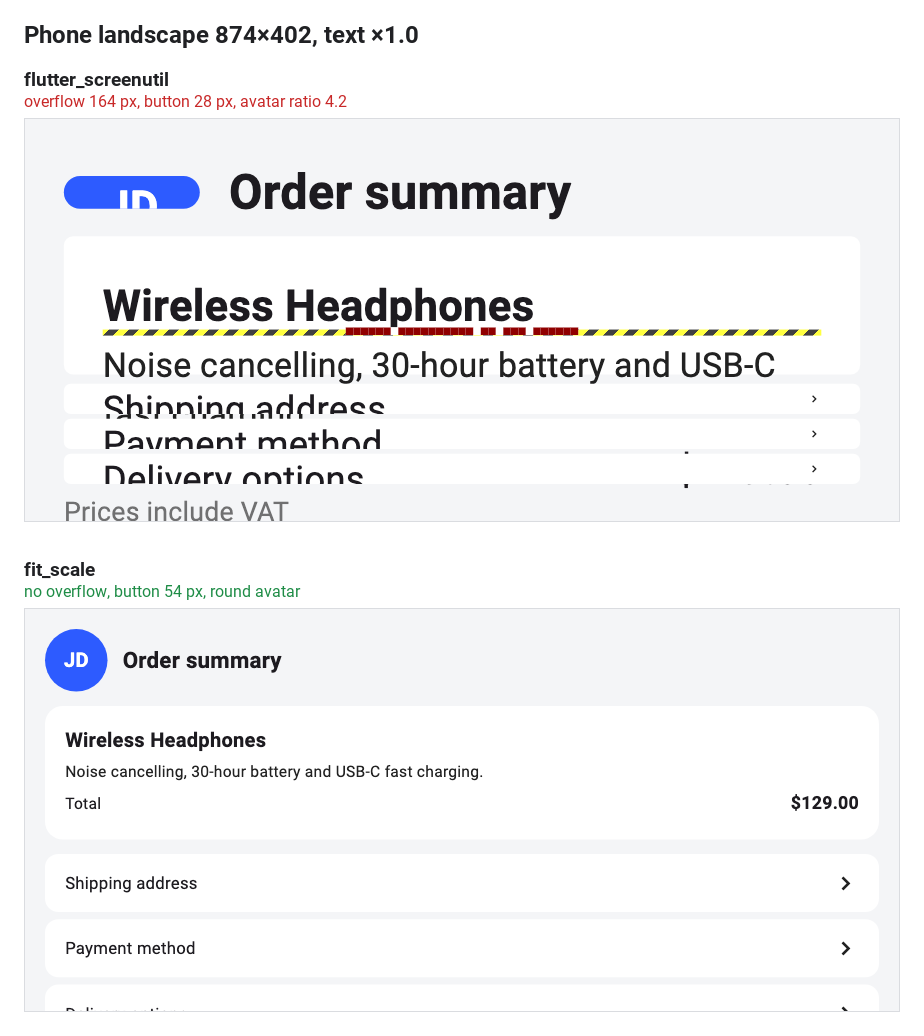 Phone landscape 874×402, text ×1.0
flutter_screenutil
overflow 164 px, button 28 px, avatar ratio 4.2
JD
Order summary
Wireless Headphones
Noise cancelling, 30-hour battery and USB-C
Shipping address
Payment method
Delivery options
Prices include VAT
fit_scale
no overflow, button 54 px, round avatar
JD Order summary
Wireless Headphones
Noise cancelling, 30-hour battery and USB-C fast charging.
Total $129.00
Shipping address
Payment method